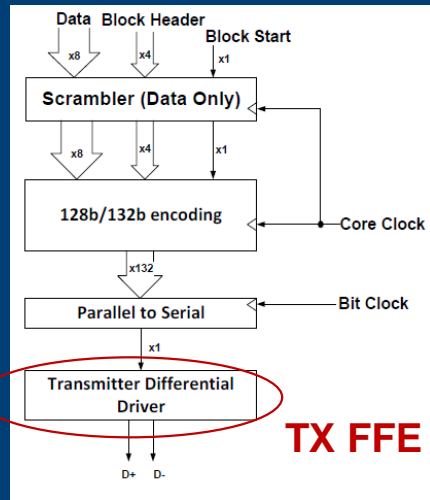 Data Block Header
Block Start
x8
x4
x1
Scrambler (Data Only)
x8
x4
x1
128b/132b encoding
Core Clock
x132
Parallel to Serial
Bit Clock
x1
Transmitter Differential
Driver
TX FFE
D+ D-